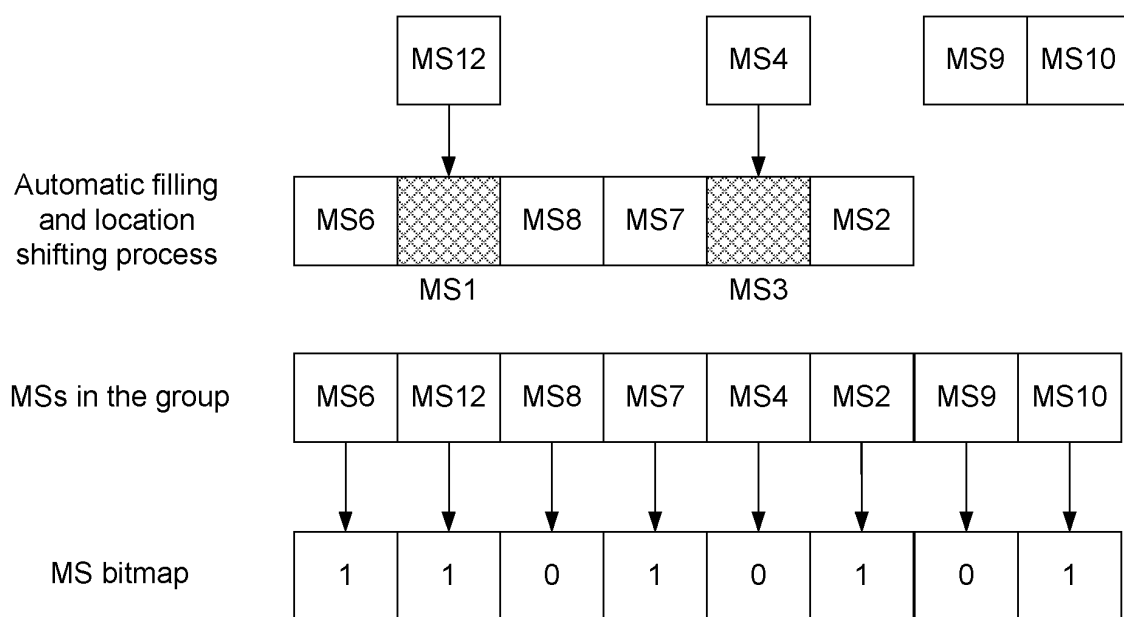 MS12 MS4 MS9 MS10
Automatic filling
and location
shifting process
MS6 MS8 MS7 MS2
MS1 MS3
MSs in the group MS6 MS12 MS8 MS7 MS4 MS2 MS9 MS10
MS bitmap 1 1 0 1 0 1 0 1